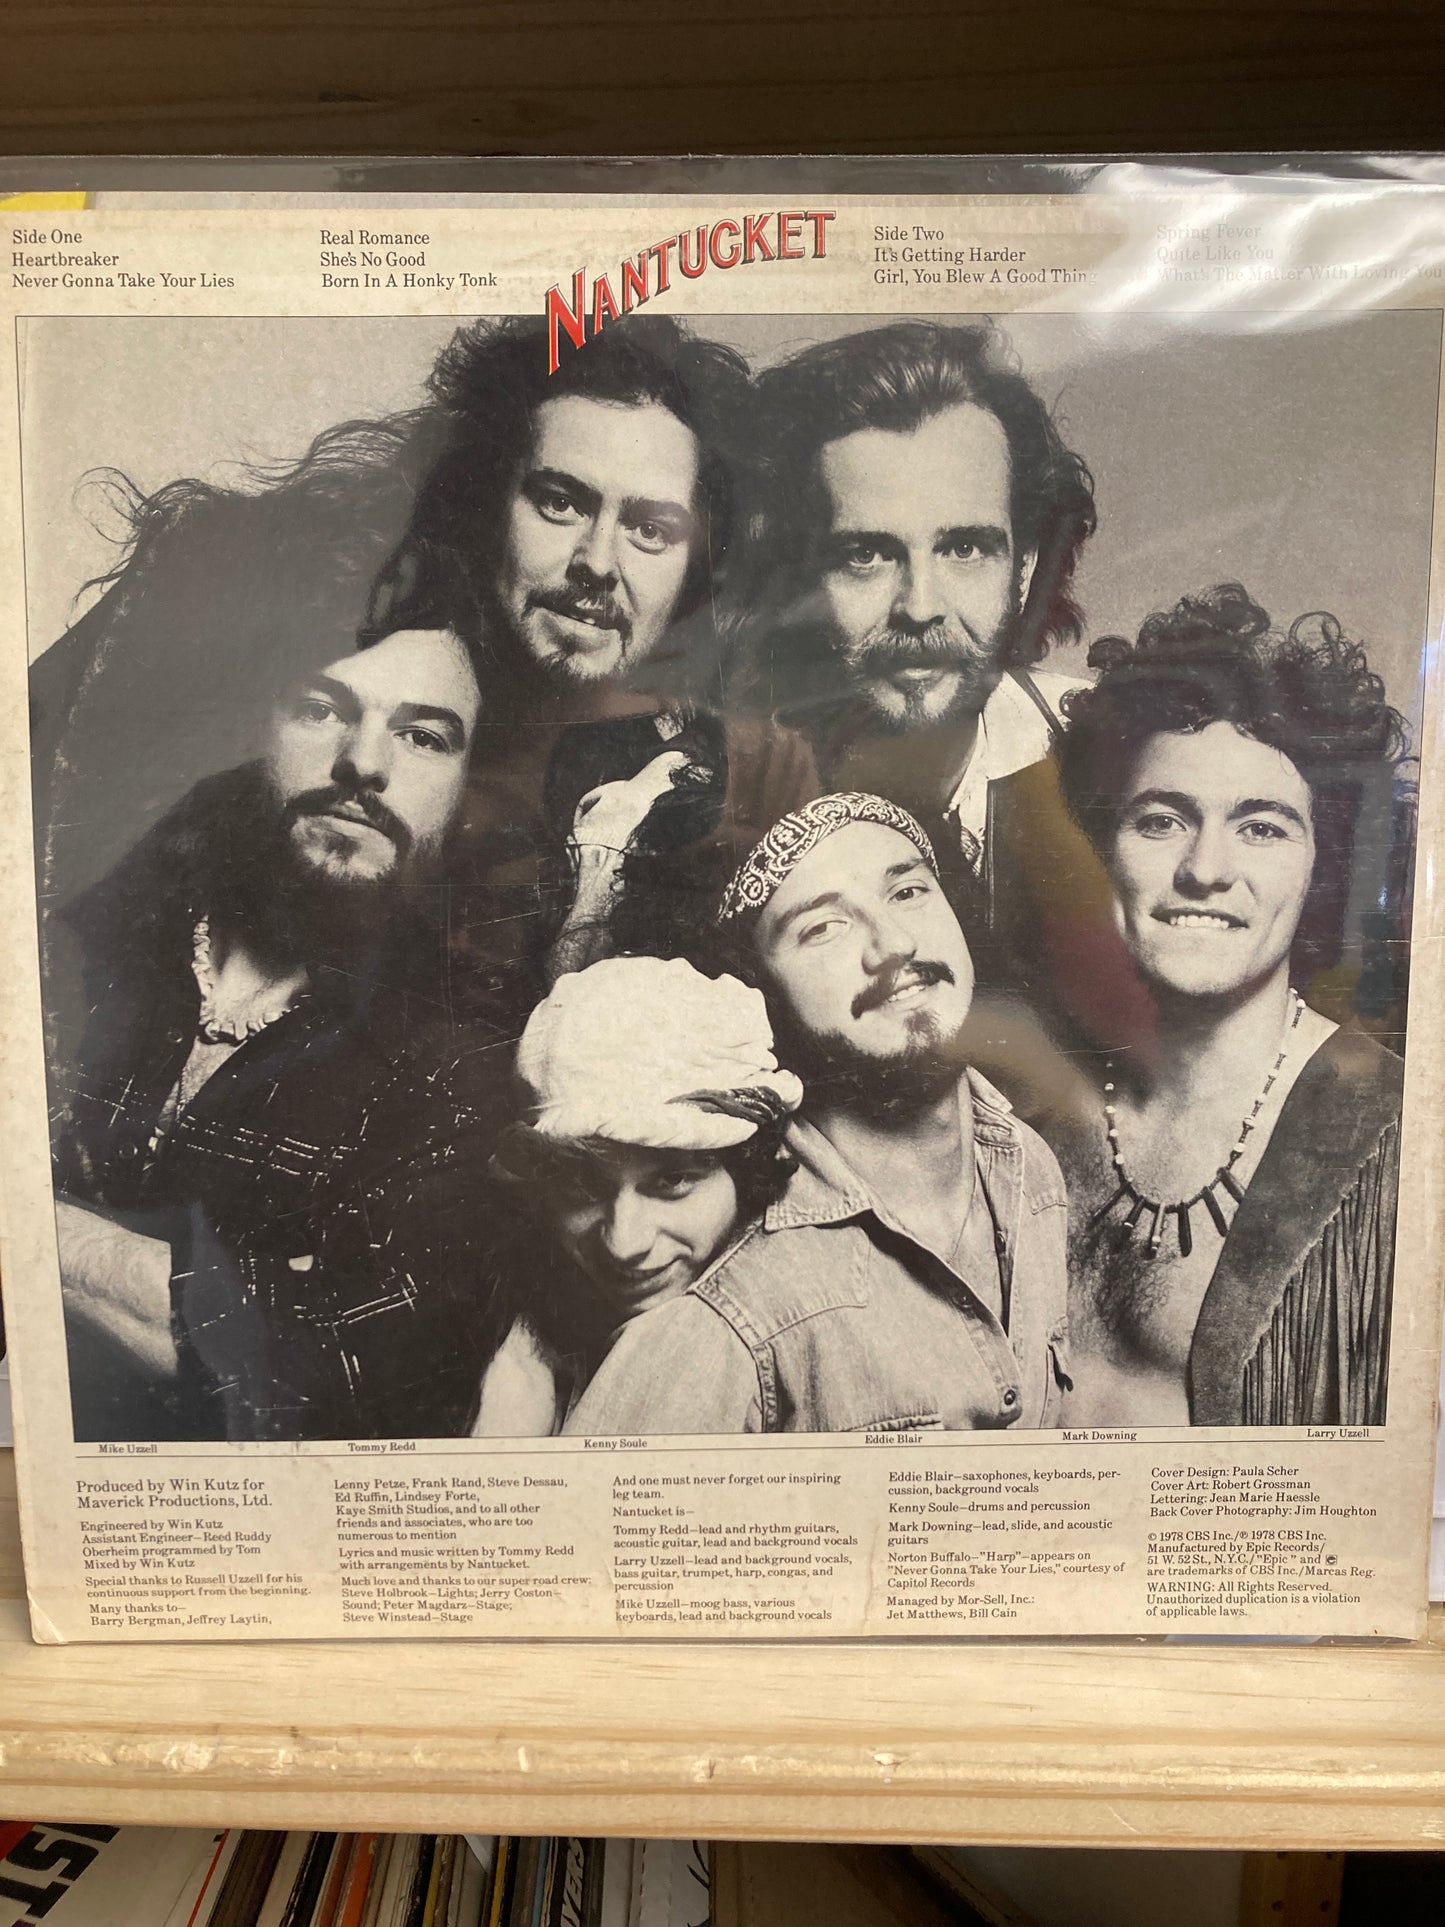 Side One
Heartbreaker
Never Gonna Take Your Lies
Real Romance
She's No Good
Born In A Honky Tonk
NANTUCKET
Side Two
It's Getting Harder
Girl, You Blew A Good Thing
Spring Fever
Quite Like You
What's The Matter With Loving You
Mike Uzzell
Tommy Redd
Kenny Soule
Eddie Blair
Mark Downing
Larry Uzzell
Produced by Win Kutz for
Maverick Productions, Ltd.
Engineered by Win Kutz
Assistant Engineer—Reed Ruddy
Oberheim programmed by Tom
Mixed by Win Kutz
Special thanks to Russell Uzzell for his
continuous support from the beginning.
Many thanks to—
Barry Bergman, Jeffrey Laytin,
Lenny Petze, Frank Rand, Steve Dessau,
Ed Ruffin, Lindsey Forte,
Kaye Smith Studios, and to all other
friends and associates, who are too
numerous to mention
Lyrics and music written by Tommy Redd
with arrangements by Nantucket.
Much love and thanks to our super road crew:
Steve Holbrook—Lights; Jerry Coston—
Sound; Peter Magdarz—Stage;
Steve Winstead—Stage
And one must never forget our inspiring
leg team.
Nantucket is—
Tommy Redd—lead and rhythm guitars,
acoustic guitar, lead and background vocals
Larry Uzzell—lead and background vocals,
bass guitar, trumpet, harp, congas, and
percussion
Mike Uzzell—moog bass, various
keyboards, lead and background vocals
Eddie Blair—saxophones, keyboards, per-
cussion, background vocals
Kenny Soule—drums and percussion
Mark Downing—lead, slide, and acoustic
guitars
Norton Buffalo—"Harp"—appears on
"Never Gonna Take Your Lies," courtesy of
Capitol Records
Managed by Mor-Sell, Inc.:
Jet Matthews, Bill Cain
Cover Design: Paula Scher
Cover Art: Robert Grossman
Lettering: Jean Marie Haessle
Back Cover Photography: Jim Houghton
© 1978 CBS Inc./℗ 1978 CBS Inc.
Manufactured by Epic Records/
51 W. 52 St., N.Y.C./"Epic" and
are trademarks of CBS Inc./Marcas Reg.
WARNING: All Rights Reserved.
Unauthorized duplication is a violation
of applicable laws.